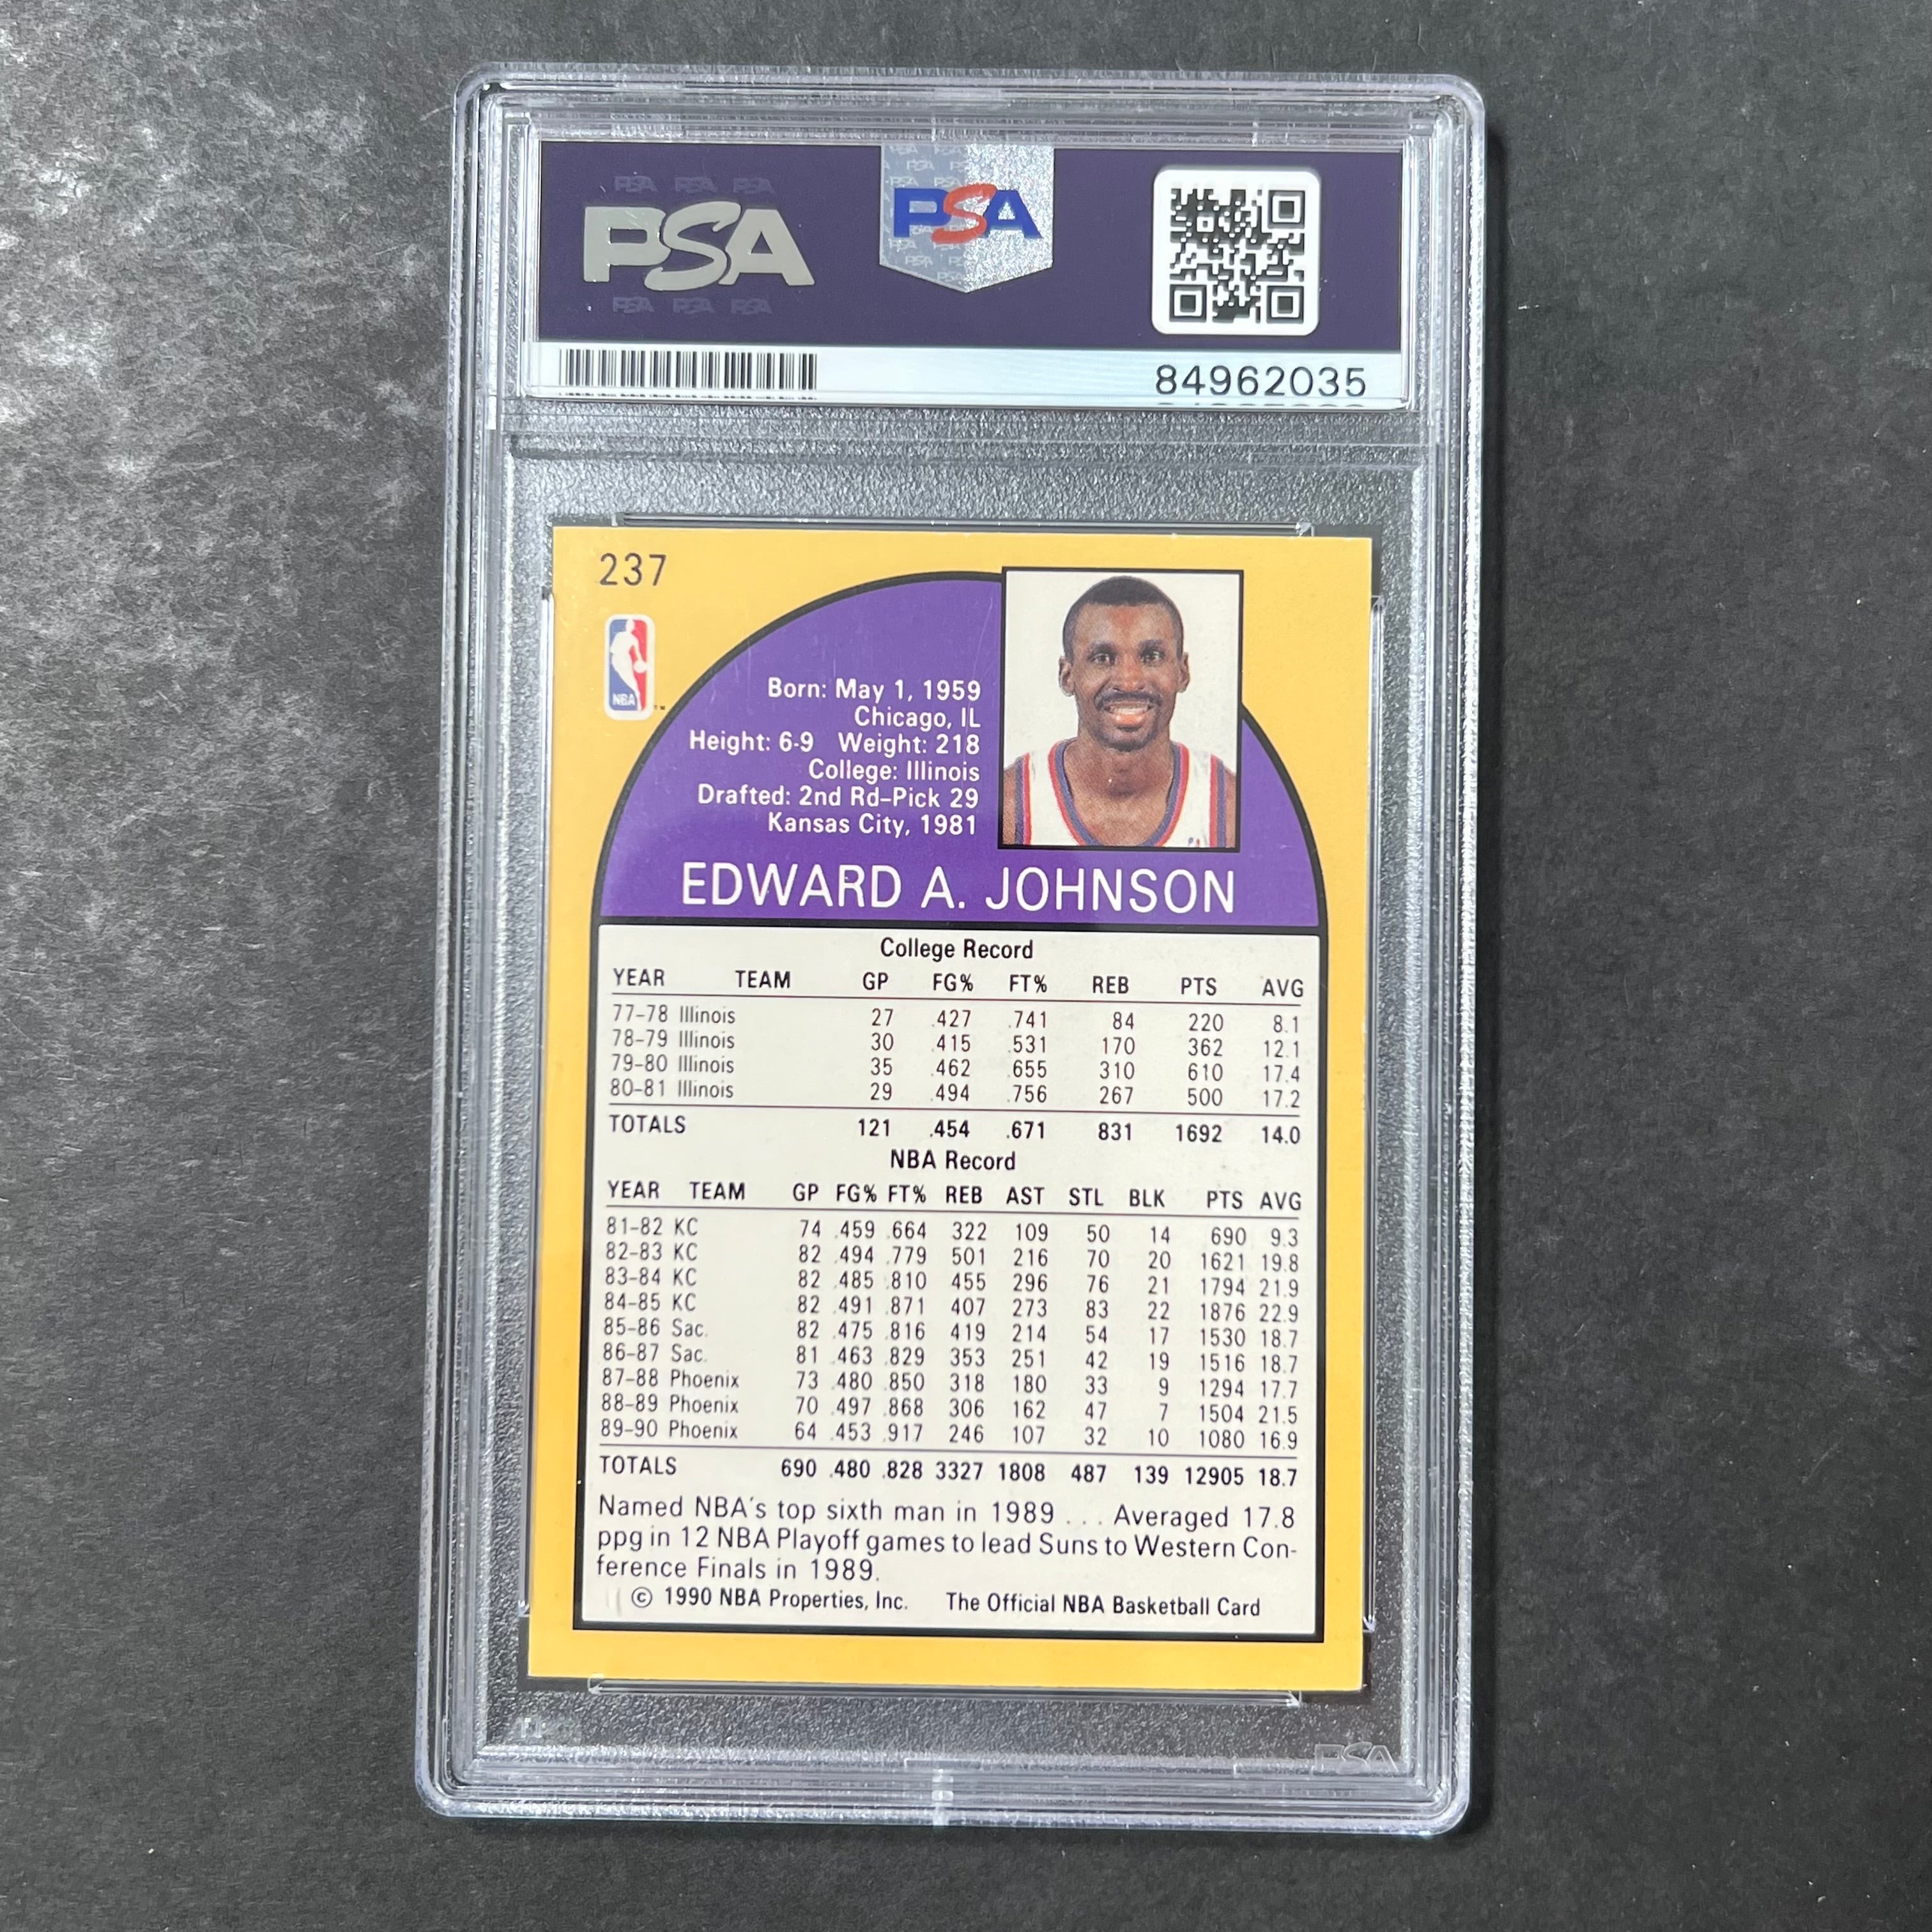 PSA PSA PSA
PSA
PSA PSA PSA
PSA
84962035
237
NBA
Born: May 1, 1959
Chicago, IL
Height: 6-9 Weight: 218
College: Illinois
Drafted: 2nd Rd–Pick 29
Kansas City, 1981
EDWARD A. JOHNSON
College Record
YEAR TEAM GP FG% FT% REB PTS AVG
77–78 Illinois 27 .427 .741 84 220 8.1
78–79 Illinois 30 .415 .531 170 362 12.1
79–80 Illinois 35 .462 .655 310 610 17.4
80–81 Illinois 29 .494 .756 267 500 17.2
TOTALS 121 .454 .671 831 1692 14.0
NBA Record
YEAR TEAM GP FG% FT% REB AST STL BLK PTS AVG
81–82 KC 74 .459 .664 322 109 50 14 690 9.3
82–83 KC 82 .494 .779 501 216 70 20 1621 19.8
83–84 KC 82 .485 .810 455 296 76 21 1794 21.9
84–85 KC 82 .491 .871 407 273 83 22 1876 22.9
85–86 Sac. 82 .475 .816 419 214 54 17 1530 18.7
86–87 Sac. 81 .463 .829 353 251 42 19 1516 18.7
87–88 Phoenix 73 .480 .850 318 180 33 9 1294 17.7
88–89 Phoenix 70 .497 .868 306 162 47 7 1504 21.5
89–90 Phoenix 64 .453 .917 246 107 32 10 1080 16.9
TOTALS 690 .480 .828 3327 1808 487 139 12905 18.7
Named NBA's top sixth man in 1989 . . . Averaged 17.8
ppg in 12 NBA Playoff games to lead Suns to Western Con-
ference Finals in 1989.
© 1990 NBA Properties, Inc. The Official NBA Basketball Card
PSA